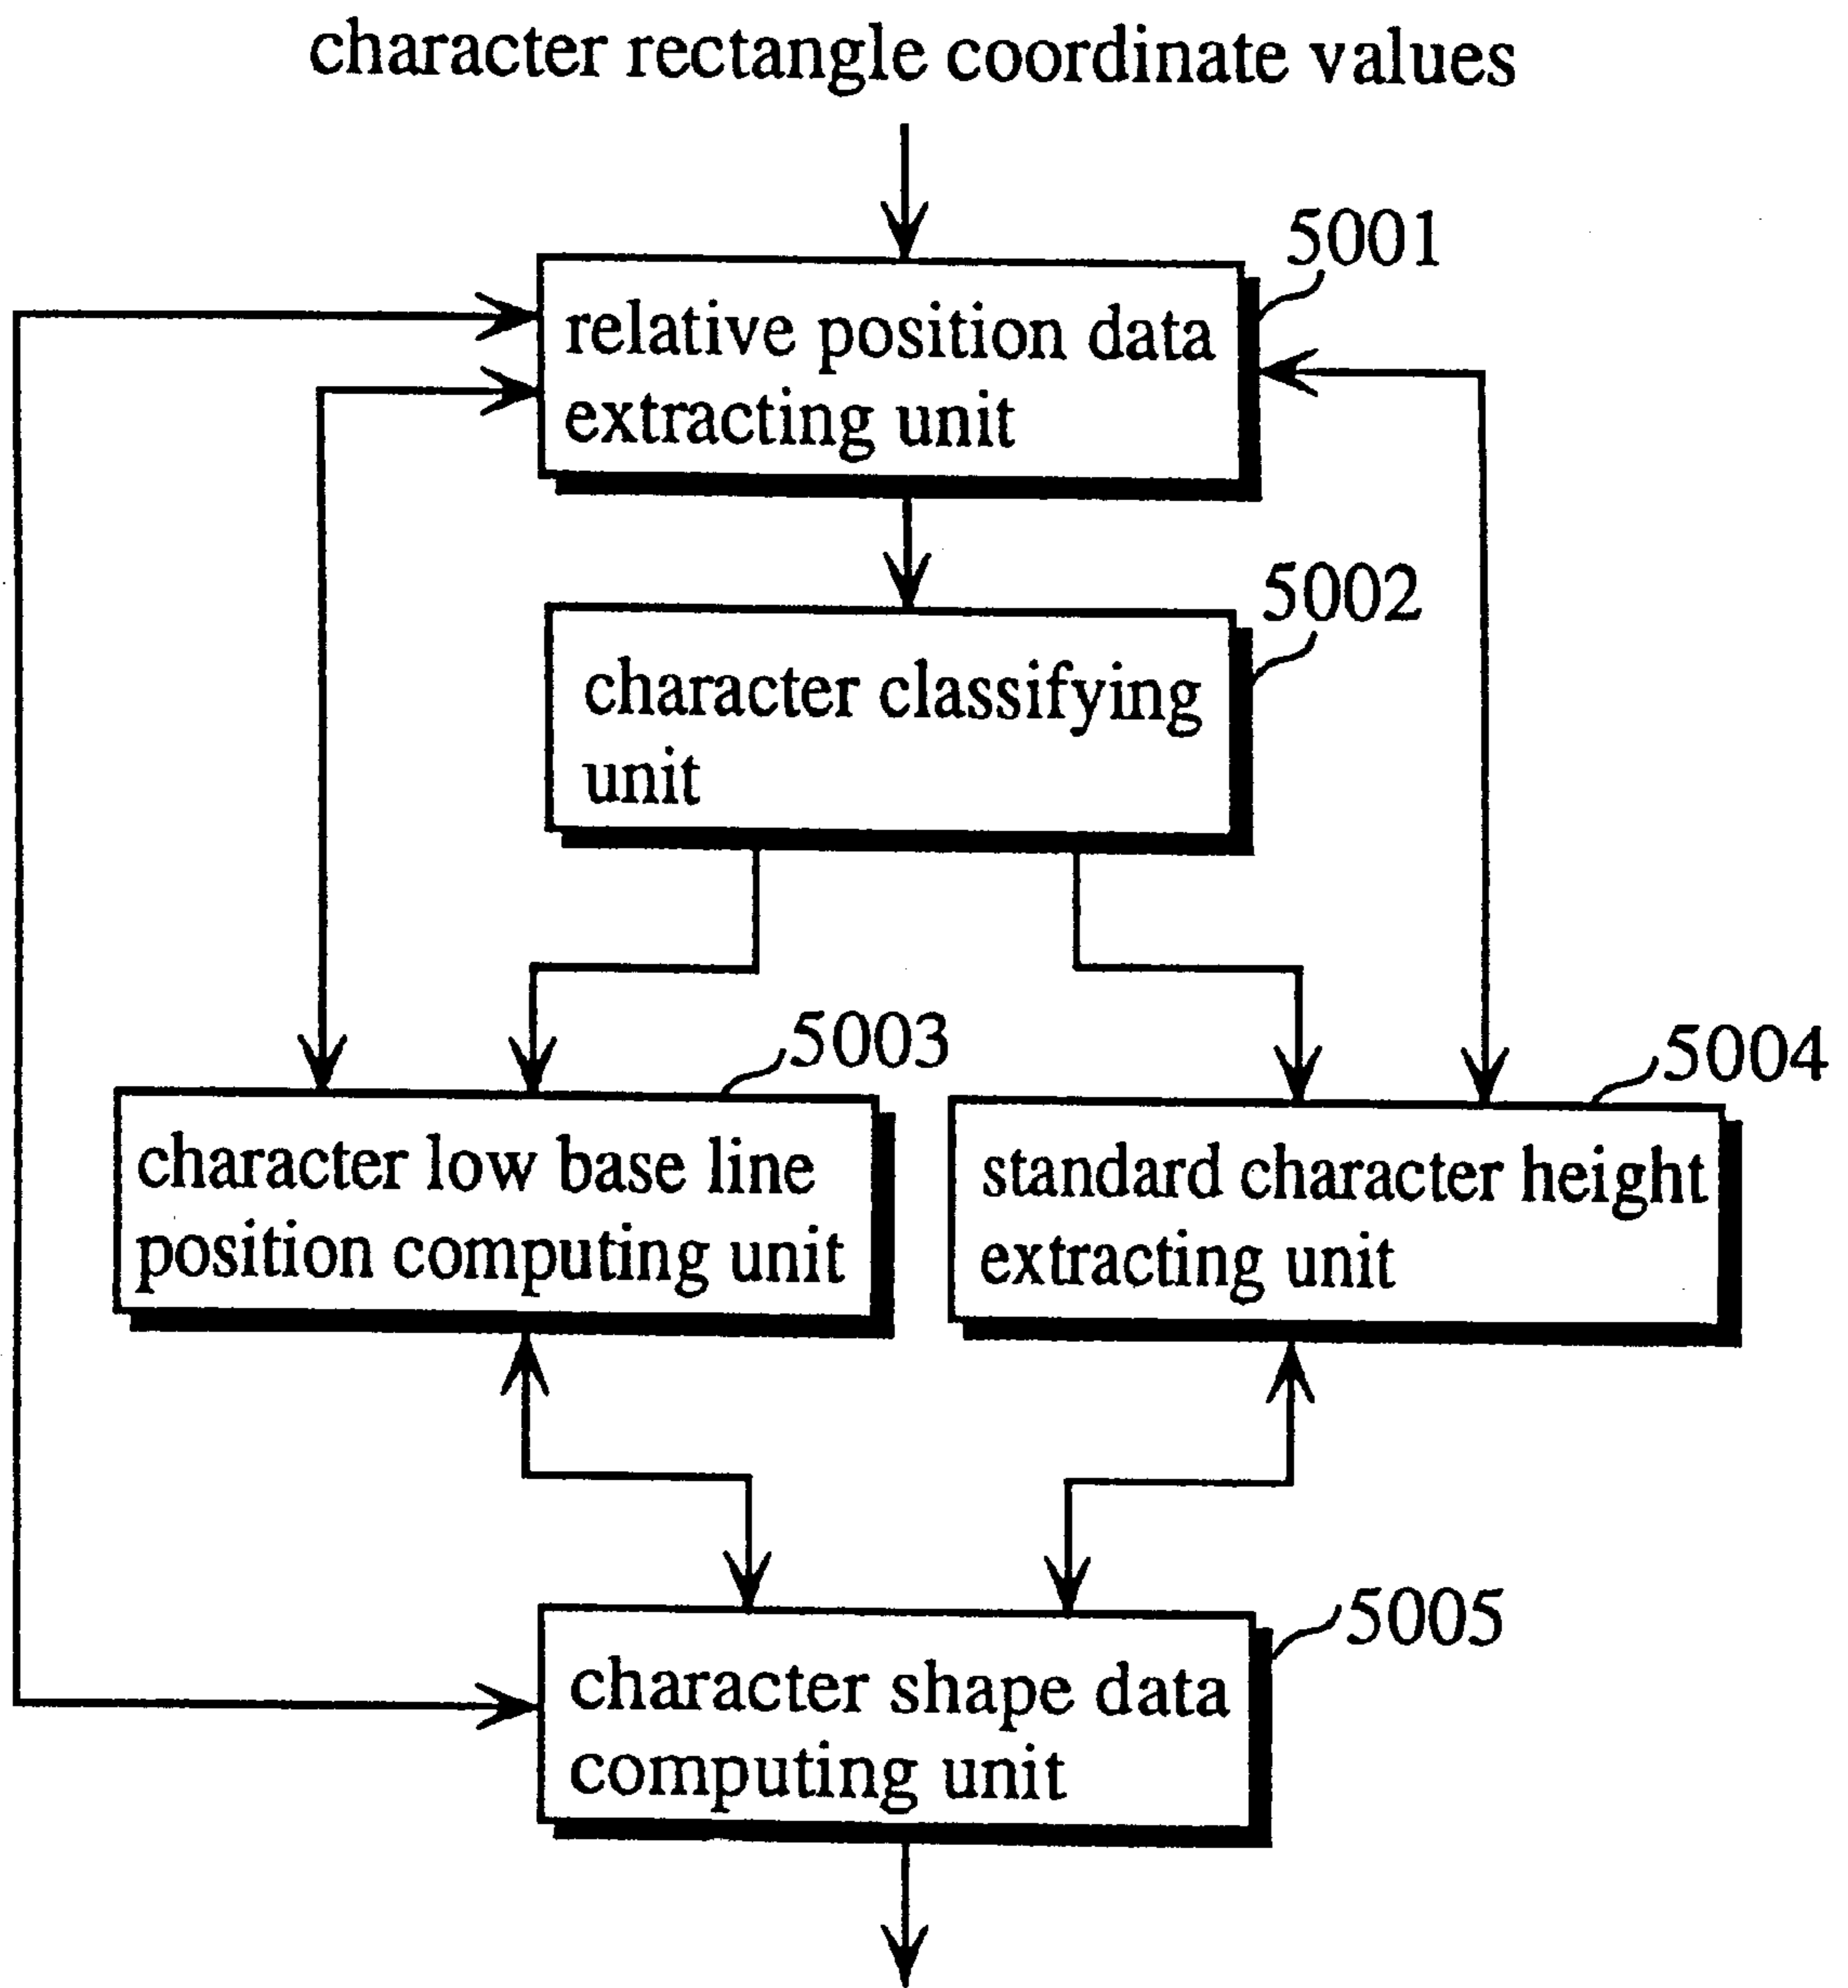 character rectangle coordinate values
5001
relative position data
extracting unit
5002
character classifying
unit
5003
character low base line
position computing unit
5004
standard character height
extracting unit
5005
character shape data
computing unit